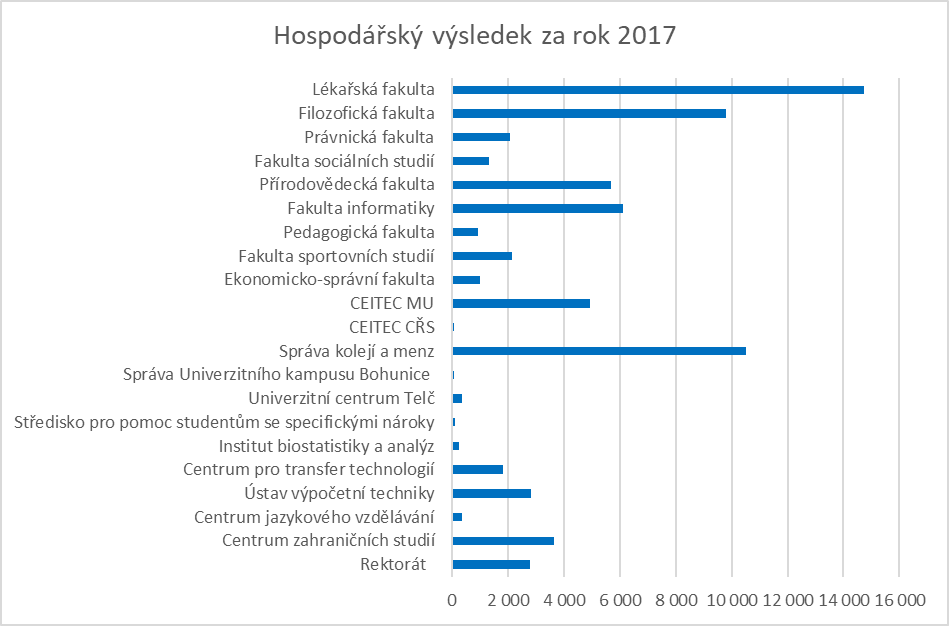 Hospodářský výsledek za rok 2017
Lékařská fakulta
Filozofická fakulta
Právnická fakulta
Fakulta sociálních studií
Přírodovědecká fakulta
Fakulta informatiky
Pedagogická fakulta
Fakulta sportovních studií
Ekonomicko-správní fakulta
CEITEC MU
CEITEC CŘS
Správa kolejí a menz
Správa Univerzitního kampusu Bohunice
Univerzitní centrum Telč
Středisko pro pomoc studentům se specifickými nároky
Institut biostatistiky a analýz
Centrum pro transfer technologií
Ústav výpočetní techniky
Centrum jazykového vzdělávání
Centrum zahraničních studií
Rektorát
0 2 000 4 000 6 000 8 000 10 000 12 000 14 000 16 000